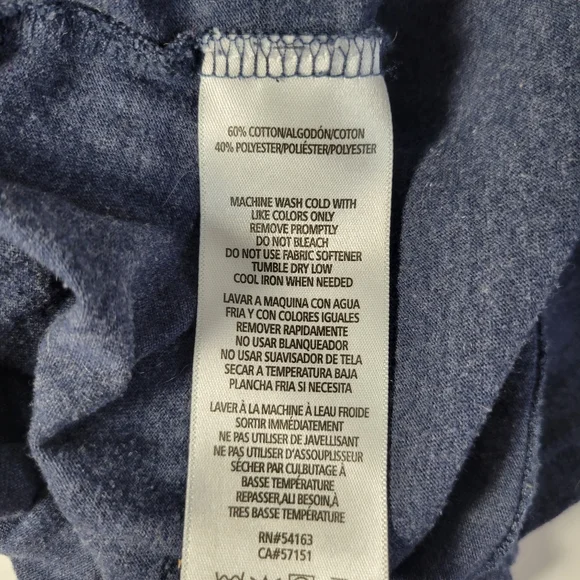 60% COTTON/ALGODÓN/COTON
40% POLYESTER/POLIÉSTER/POLYESTER
MACHINE WASH COLD WITH
LIKE COLORS ONLY
REMOVE PROMPTLY
DO NOT BLEACH
DO NOT USE FABRIC SOFTENER
TUMBLE DRY LOW
COOL IRON WHEN NEEDED
LAVAR A MAQUINA CON AGUA
FRIA Y CON COLORES IGUALES
REMOVER RAPIDAMENTE
NO USAR BLANQUEADOR
NO USAR SUAVISADOR DE TELA
SECAR A TEMPERATURA BAJA
PLANCHA FRIA SI NECESITA
LAVER À LA MACHINE À LEAU FROIDE
SORTIR IMMÉDIATEMENT
NE PAS UTILISER DE JAVELLISANT
NE PAS UTILISER D'ASSOUPLISSEUR
SÉCHER PAR CULBUTAGE À
BASSE TEMPÉRATURE
REPASSER,ALI BESOIN,À
TRES BASSE TEMPÉRATURE
RN#54163
CA#57151